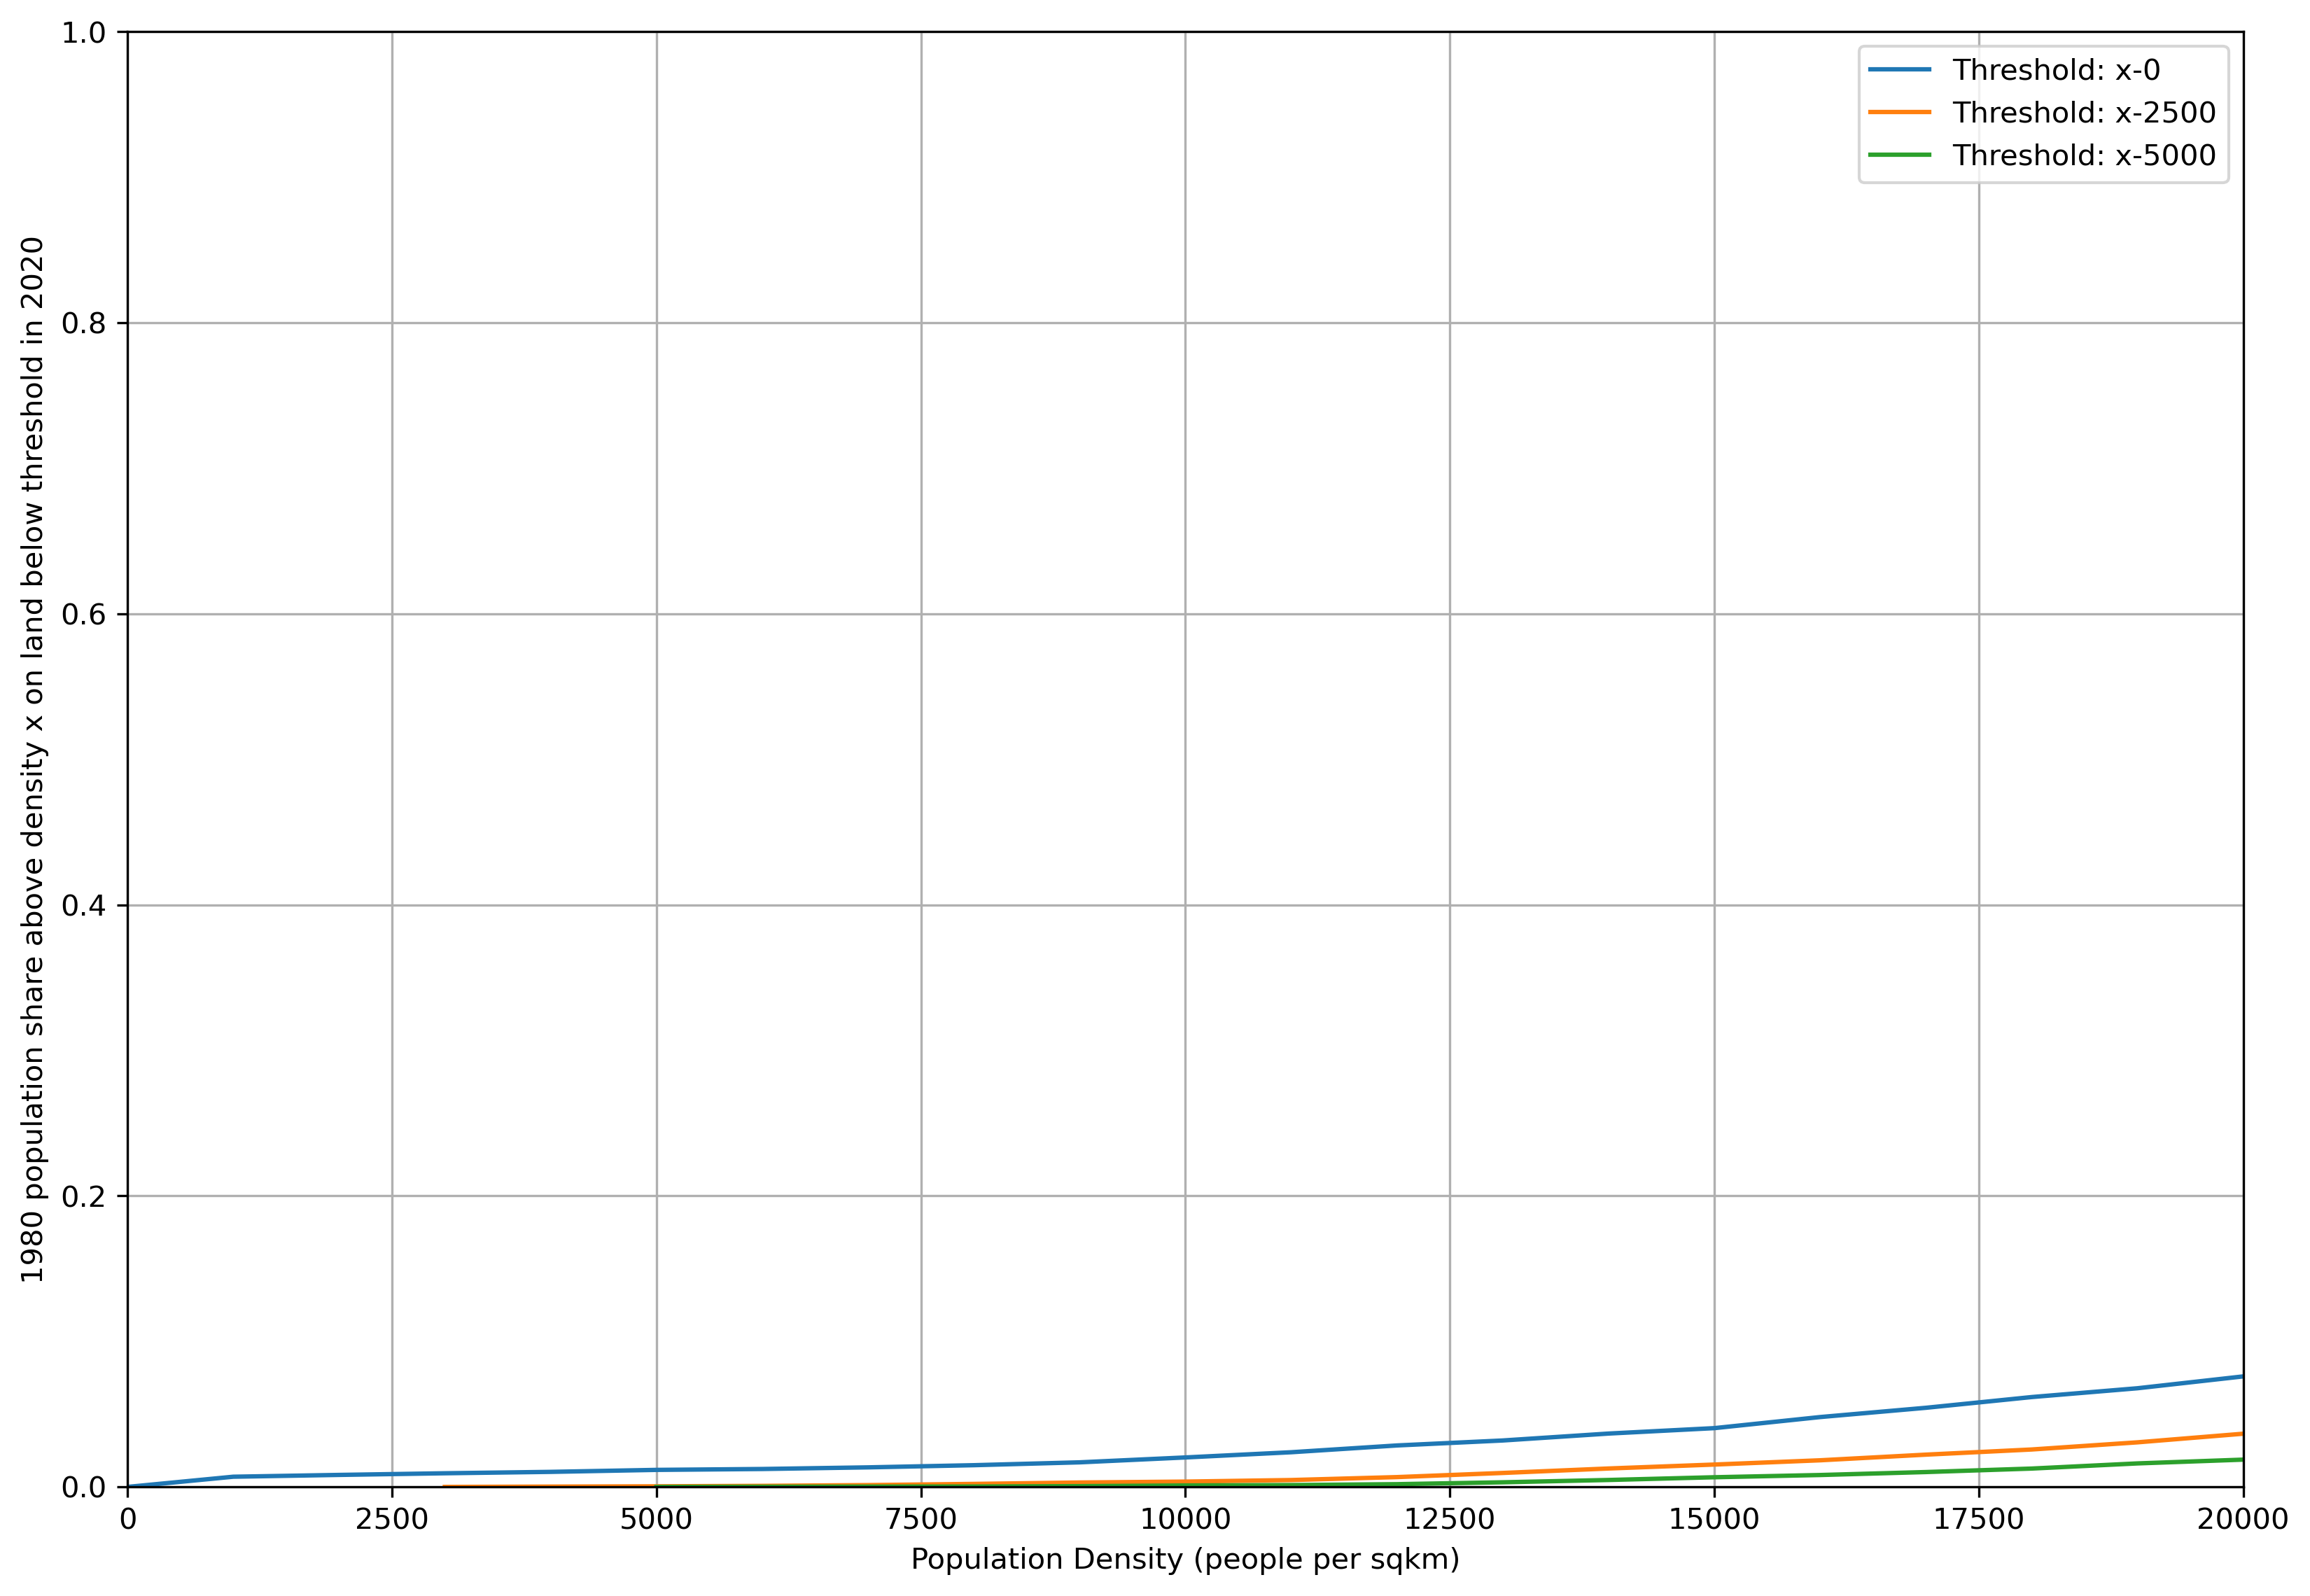 1980 population share above density x on land below threshold in 2020
1.0
0.8
0.6
0.4
0.2
0.0
Threshold: x-0
Threshold: x-2500
Threshold: x-5000
0 2500 5000 7500 10000 12500 15000 17500 20000
Population Density (people per sqkm)